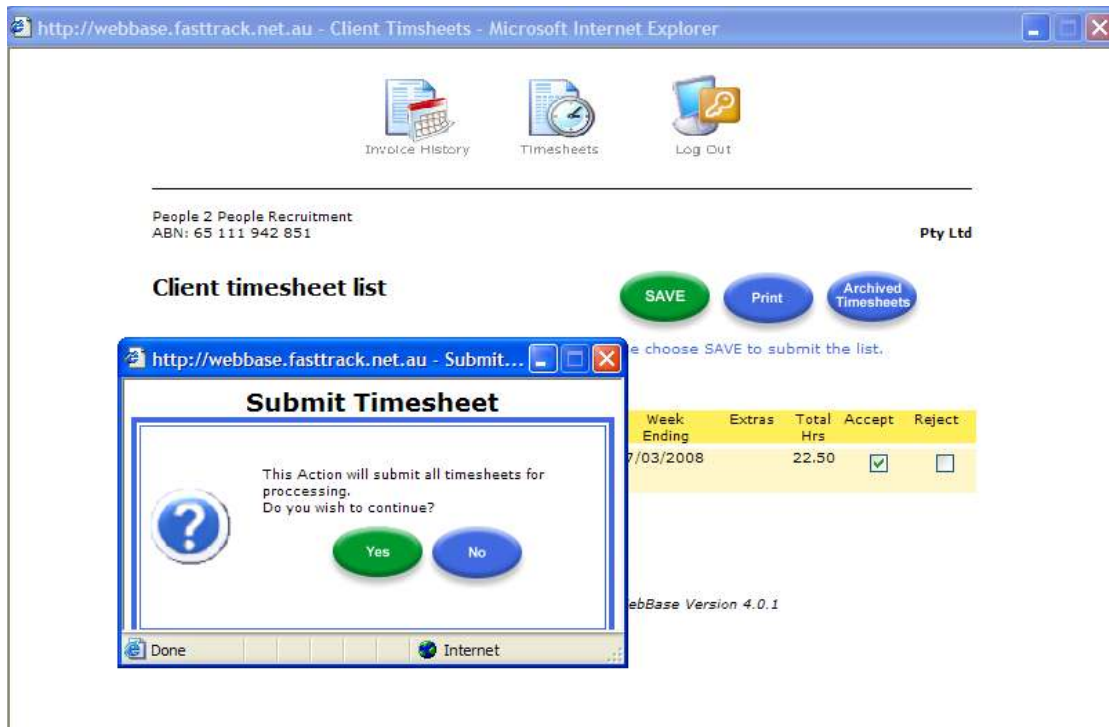 http://webbase.fasttrack.net.au - Client Timsheets - Microsoft Internet Explorer
Invoice History
Timesheets
Log Out
People 2 People Recruitment
ABN: 65 111 942 851
Pty Ltd
Client timesheet list
SAVE
Print
Archived
Timesheets
choose SAVE to submit the list.
Week
Ending
Extras
Total
Hrs
Accept
Reject
/03/2008
22.50
http://webbase.fasttrack.net.au - Submit...
Submit Timesheet
This Action will submit all timesheets for
proccessing.
Do you wish to continue?
Yes
No
ebBase Version 4.0.1
Done
Internet